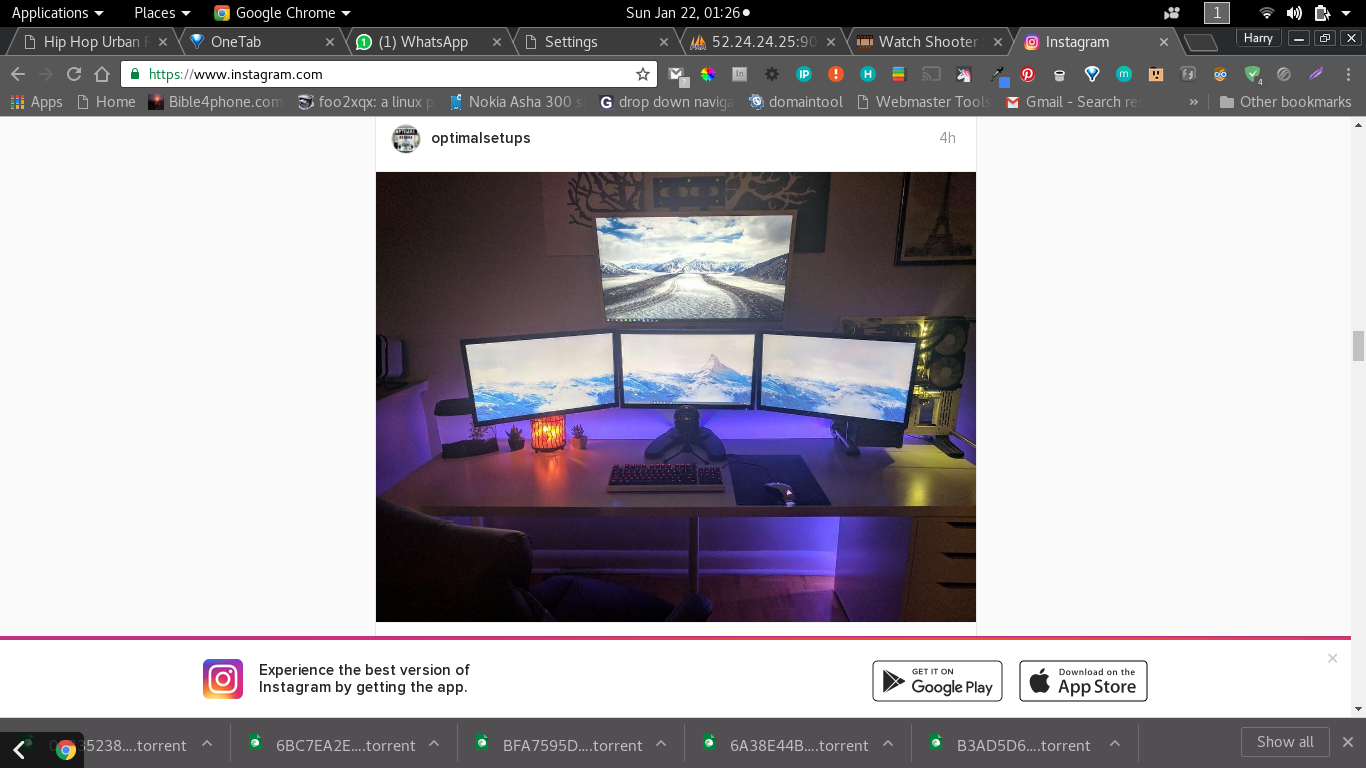 Applications
Places
Google Chrome
Sun Jan 22, 01:26
1
Hip Hop Urban
OneTab
(1) WhatsApp
Settings
52.24.24.25:90
Watch Shooter
Instagram
Harry
https://www.instagram.com
Apps
Home
Bible4phone.com
foo2xqx: a linux p
Nokia Asha 300 s
drop down naviga
domaintool
Webmaster Tools
Gmail - Search re
»
Other bookmarks
optimalsetups
4h
Experience the best version of
Instagram by getting the app.
GET IT ON
Google Play
Download on the
App Store
35238....torrent
6BC7EA2E....torrent
BFA7595D....torrent
6A38E44B....torrent
B3AD5D6....torrent
Show all